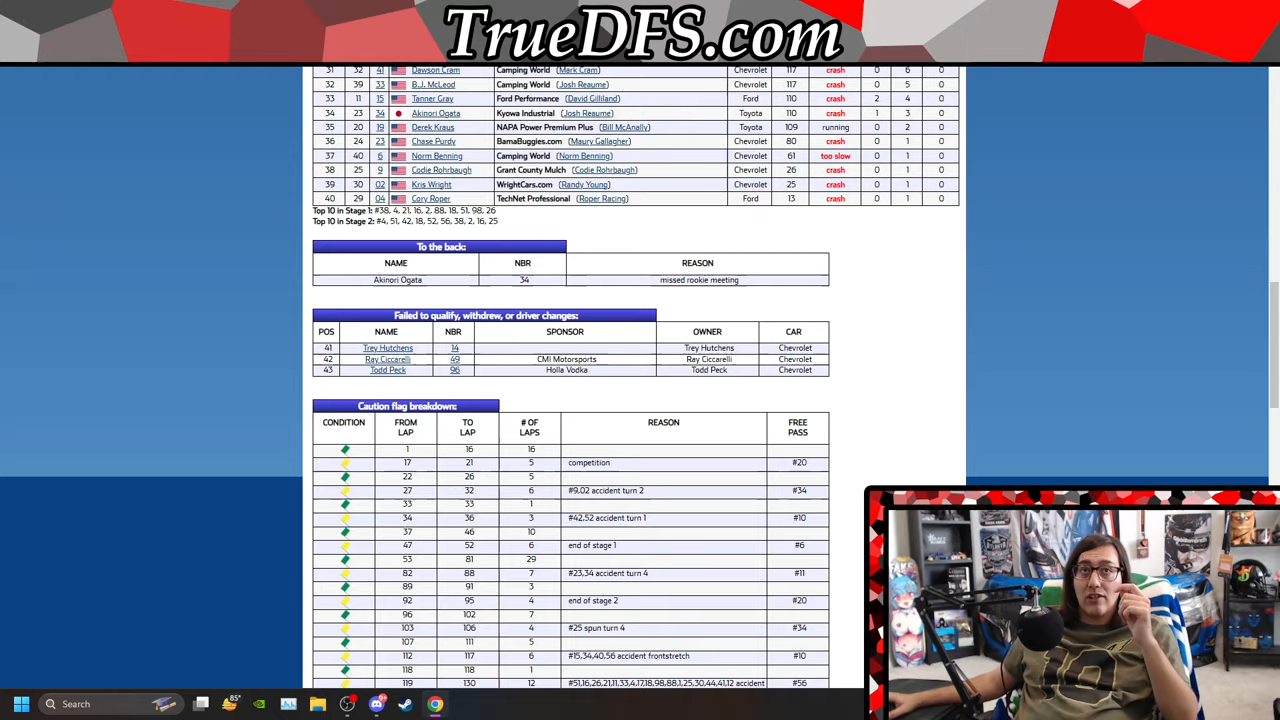 TrueDFS.com
31 32 41 Dawson Cram Camping World (Mark Cram) Chevrolet 117 crash 0 6 0
32 39 33 B.J. McLeod Camping World (Josh Reaume) Chevrolet 117 crash 0 5 0
33 11 15 Tanner Gray Ford Performance (David Gilliland) Ford 110 crash 2 4 0
34 23 34 Akinori Ogata Kyowa Industrial (Josh Reaume) Toyota 110 crash 1 3 0
35 20 19 Derek Kraus NAPA Power Premium Plus (Bill McAnally) Toyota 109 running 0 2 0
36 24 23 Chase Purdy BamaBuggies.com (Maury Gallagher) Chevrolet 80 crash 0 1 0
37 40 6 Norm Benning Camping World (Norm Benning) Chevrolet 61 too slow 0 1 0
38 25 9 Codie Rohrbaugh Grant County Mulch (Codie Rohrbaugh) Chevrolet 26 crash 0 1 0
39 30 02 Kris Wright WrightCars.com (Randy Young) Chevrolet 25 crash 0 1 0
40 29 04 Cory Roper TechNet Professional (Roper Racing) Ford 13 crash 0 1 0
Top 10 in Stage 1: #38, 4, 21, 16, 2, 88, 18, 51, 98, 26
Top 10 in Stage 2: #4, 51, 42, 18, 52, 56, 38, 2, 16, 25
To the back:
NAME NBR REASON
Akinori Ogata 34 missed rookie meeting
Failed to qualify, withdrew, or driver changes:
POS NAME NBR SPONSOR OWNER CAR
41 Trey Hutchens 14 Trey Hutchens Chevrolet
42 Ray Ciccarelli 49 CMI Motorsports Ray Ciccarelli Chevrolet
43 Todd Peck 96 Holla Vodka Todd Peck Chevrolet
Caution flag breakdown:
CONDITION FROM LAP TO LAP # OF LAPS REASON FREE PASS
1 16 16
17 21 5 competition #20
22 26 5
27 32 6 #9,02 accident turn 2 #34
33 33 1
34 36 3 #42,52 accident turn 1 #10
37 46 10
47 52 6 end of stage 1 #6
53 81 29
82 88 7 #23,34 accident turn 4 #11
89 91 3
92 95 4 end of stage 2 #20
96 102 7
103 106 4 #25 spun turn 4 #34
107 111 5
112 117 6 #15,34,40,56 accident frontstretch #10
118 118 1
119 130 12 #51,16,26,21,11,33,4,17,18,98,88,1,25,30,44,41,12 accident #56
85°
Search
10